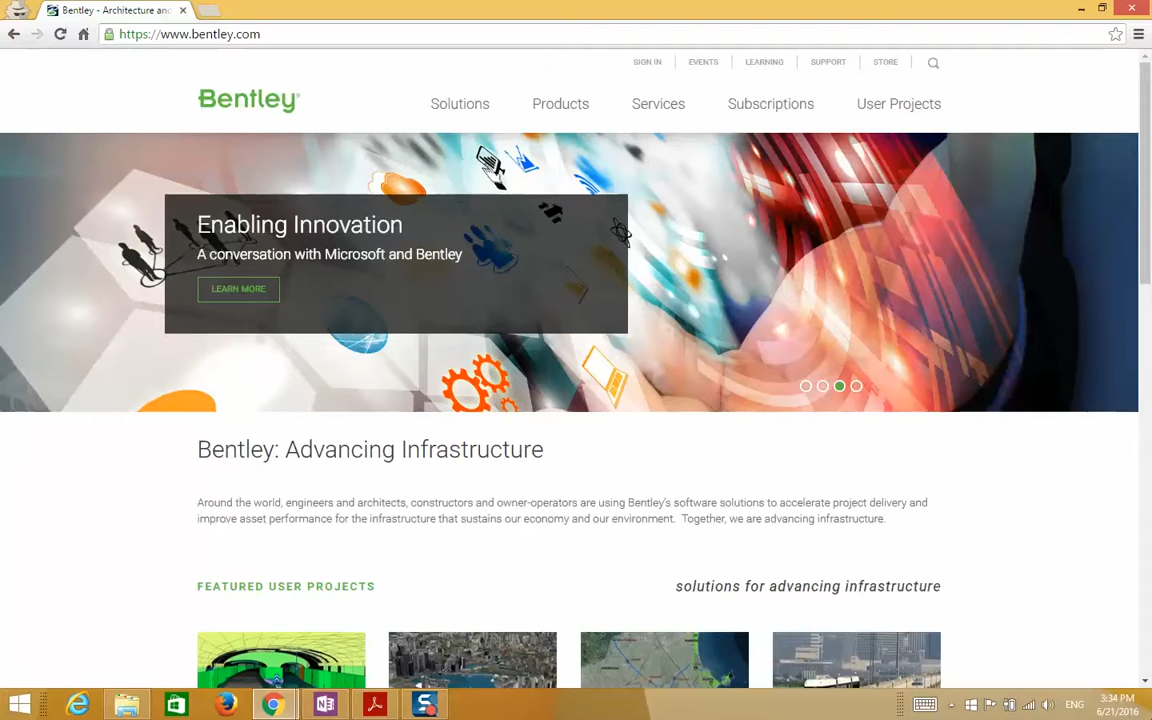 Bentley - Architecture and
https://www.bentley.com
SIGN IN
EVENTS
LEARNING
SUPPORT
STORE
Bentley
Solutions
Products
Services
Subscriptions
User Projects
Enabling Innovation
A conversation with Microsoft and Bentley
LEARN MORE
Bentley: Advancing Infrastructure
Around the world, engineers and architects, constructors and owner-operators are using Bentley's software solutions to accelerate project delivery and
improve asset performance for the infrastructure that sustains our economy and our environment. Together, we are advancing infrastructure.
FEATURED USER PROJECTS
solutions for advancing infrastructure
ENG
3:34 PM
6/21/2016